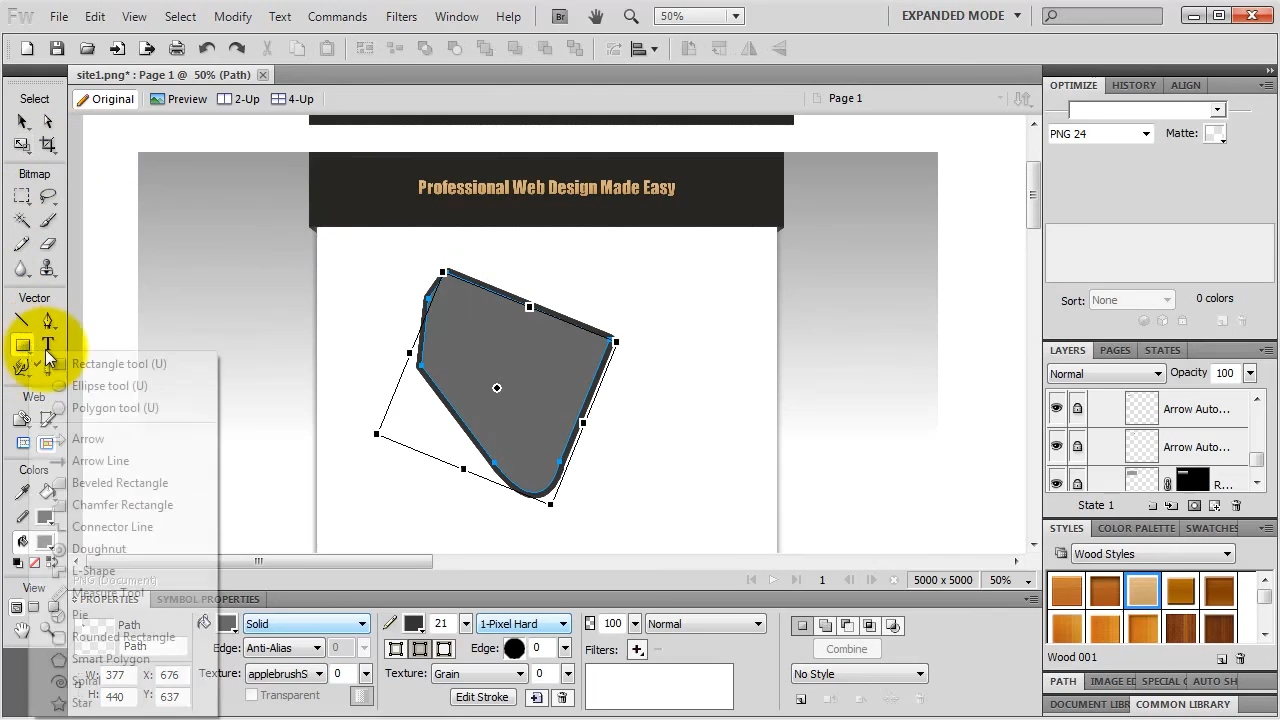 Fw File Edit View Select Modify Text Commands Filters Window Help Br 50% EXPANDED MODE
site1.png* : Page 1 @ 50% (Path)
Original Preview 2-Up 4-Up Page 1
Select
Bitmap
Vector
Web
Colors
View
Rectangle tool (U)
Ellipse tool (U)
Polygon tool (U)
Arrow
Arrow Line
Beveled Rectangle
Chamfer Rectangle
Connector Line
Doughnut
L-Shape
Measure Tool
Pie
Rounded Rectangle
Smart Polygon
Spiral
Star
Professional Web Design Made Easy
PNG (Document)
1 5000 x 5000 50%
PROPERTIES SYMBOL PROPERTIES
Path
Path
W: 377 X: 676
H: 440 Y: 637
Solid
Edge: Anti-Alias 0
Texture: applebrushS 0
Transparent
21 1-Pixel Hard
Edge: 0
Texture: Grain 0
Edit Stroke
100 Normal
Filters:
Combine
No Style
OPTIMIZE HISTORY ALIGN
PNG 24 Matte:
Sort: None 0 colors
LAYERS PAGES STATES
Normal Opacity 100
Arrow Auto...
Arrow Auto...
R...
State 1
STYLES COLOR PALETTE SWATCHES
Wood Styles
Wood 001
PATH IMAGE ED SPECIAL C AUTO SH
DOCUMENT LIBR COMMON LIBRARY